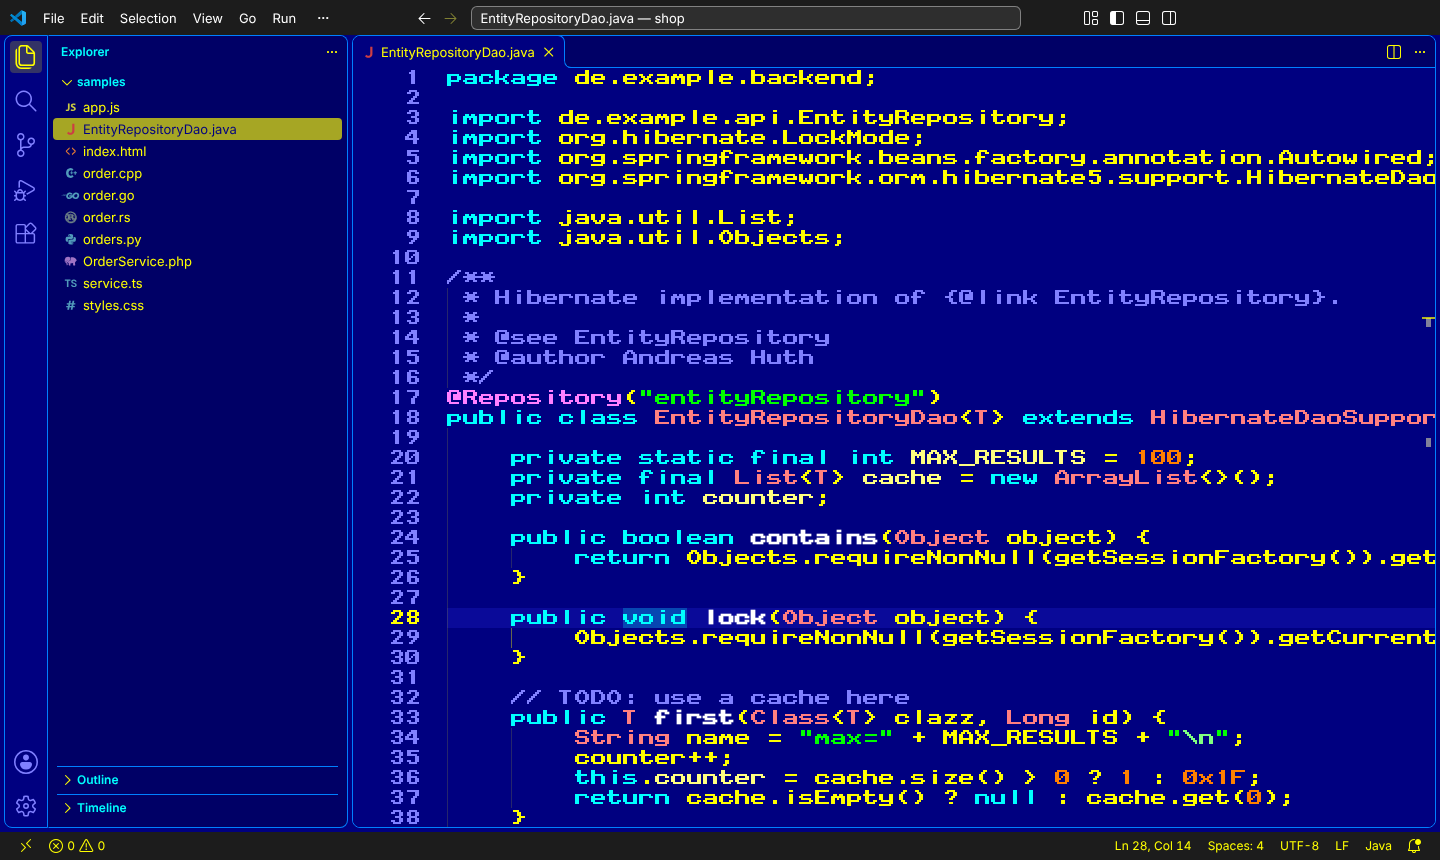 File Edit Selection View Go Run ···
EntityRepositoryDao.java — shop
Explorer
samples
JS app.js
J EntityRepositoryDao.java
<> index.html
order.cpp
GO order.go
order.rs
orders.py
OrderService.php
TS service.ts
# styles.css
Outline
Timeline
J EntityRepositoryDao.java
1 package de.example.backend;
2
3 import de.example.api.EntityRepository;
4 import org.hibernate.LockMode;
5 import org.springframework.beans.factory.annotation.Autowired;
6 import org.springframework.orm.hibernate5.support.HibernateDao
7
8 import java.util.List;
9 import java.util.Objects;
10
11 /**
12  * Hibernate implementation of {@link EntityRepository}.
13  *
14  * @see EntityRepository
15  * @author Andreas Huth
16  */
17 @Repository("entityRepository")
18 public class EntityRepositoryDao<T> extends HibernateDaoSuppor
19
20     private static final int MAX_RESULTS = 100;
21     private final List<T> cache = new ArrayList<>();
22     private int counter;
23
24     public boolean contains(Object object) {
25         return Objects.requireNonNull(getSessionFactory()).get
26     }
27
28     public void lock(Object object) {
29         Objects.requireNonNull(getSessionFactory()).getCurrent
30     }
31
32     // TODO: use a cache here
33     public T first(Class<T> clazz, Long id) {
34         String name = "max=" + MAX_RESULTS + "\n";
35         counter++;
36         this.counter = cache.size() > 0 ? 1 : 0x1F;
37         return cache.isEmpty() ? null : cache.get(0);
38     }
0 0
Ln 28, Col 14 Spaces: 4 UTF-8 LF Java